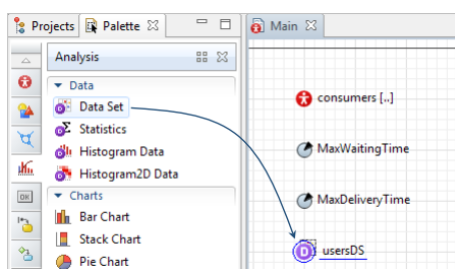 Projects Palette
Analysis
Data
Data Set
Statistics
Histogram Data
Histogram2D Data
Charts
Bar Chart
Stack Chart
Pie Chart
OK
Main
consumers [..]
MaxWaitingTime
MaxDeliveryTime
D usersDS